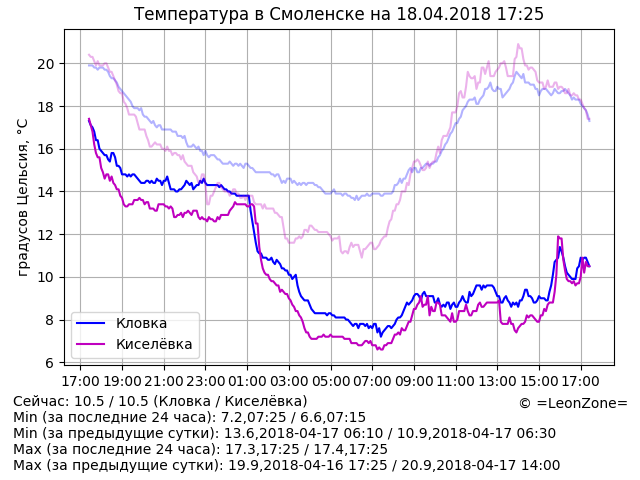 Температура в Смоленске на 18.04.2018 17:25
градусов Цельсия, °C
20
18
16
14
12
10
8
6
Кловка
Киселёвка
17:00 19:00 21:00 23:00 01:00 03:00 05:00 07:00 09:00 11:00 13:00 15:00 17:00
Сейчас: 10.5 / 10.5 (Кловка / Киселёвка)
© =LeonZone=
Min (за последние 24 часа): 7.2,07:25 / 6.6,07:15
Min (за предыдущие сутки): 13.6,2018-04-17 06:10 / 10.9,2018-04-17 06:30
Max (за последние 24 часа): 17.3,17:25 / 17.4,17:25
Max (за предыдущие сутки): 19.9,2018-04-16 17:25 / 20.9,2018-04-17 14:00